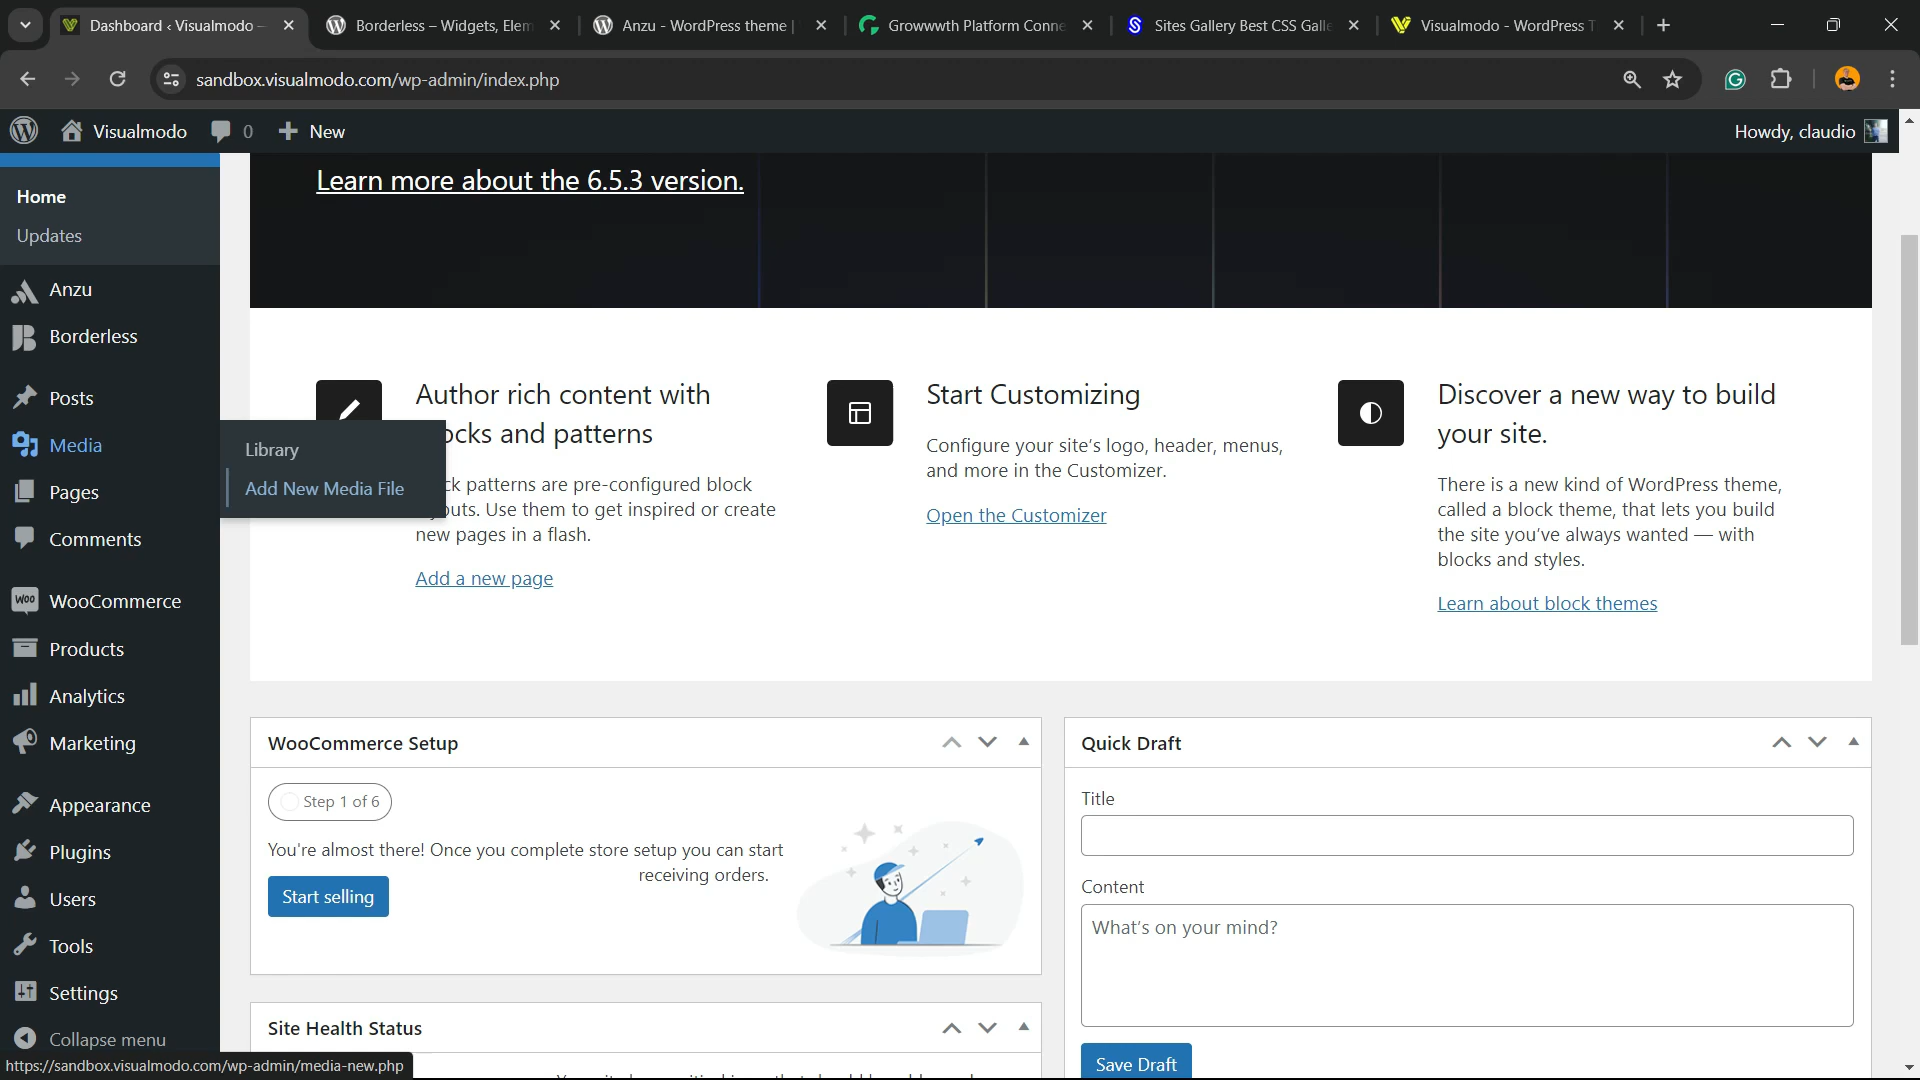 Dashboard ‹ Visualmodo –
Borderless – Widgets, Elem
Anzu - WordPress theme |
Growwwth Platform Conne
Sites Gallery Best CSS Galle
Visualmodo - WordPress T
sandbox.visualmodo.com/wp-admin/index.php
Visualmodo
0
New
Howdy, claudio
Learn more about the 6.5.3 version.
Home
Updates
Anzu
Borderless
Posts
Media
Pages
Comments
WooCommerce
Products
Analytics
Marketing
Appearance
Plugins
Users
Tools
Settings
Collapse menu
Library
Add New Media File
Author rich content with
ocks and patterns
ck patterns are pre-configured block
outs. Use them to get inspired or create
new pages in a flash.
Add a new page
Start Customizing
Configure your site's logo, header, menus,
and more in the Customizer.
Open the Customizer
Discover a new way to build
your site.
There is a new kind of WordPress theme,
called a block theme, that lets you build
the site you've always wanted — with
blocks and styles.
Learn about block themes
WooCommerce Setup
Step 1 of 6
You're almost there! Once you complete store setup you can start
receiving orders.
Start selling
Site Health Status
Quick Draft
Title
Content
What's on your mind?
Save Draft
https://sandbox.visualmodo.com/wp-admin/media-new.php